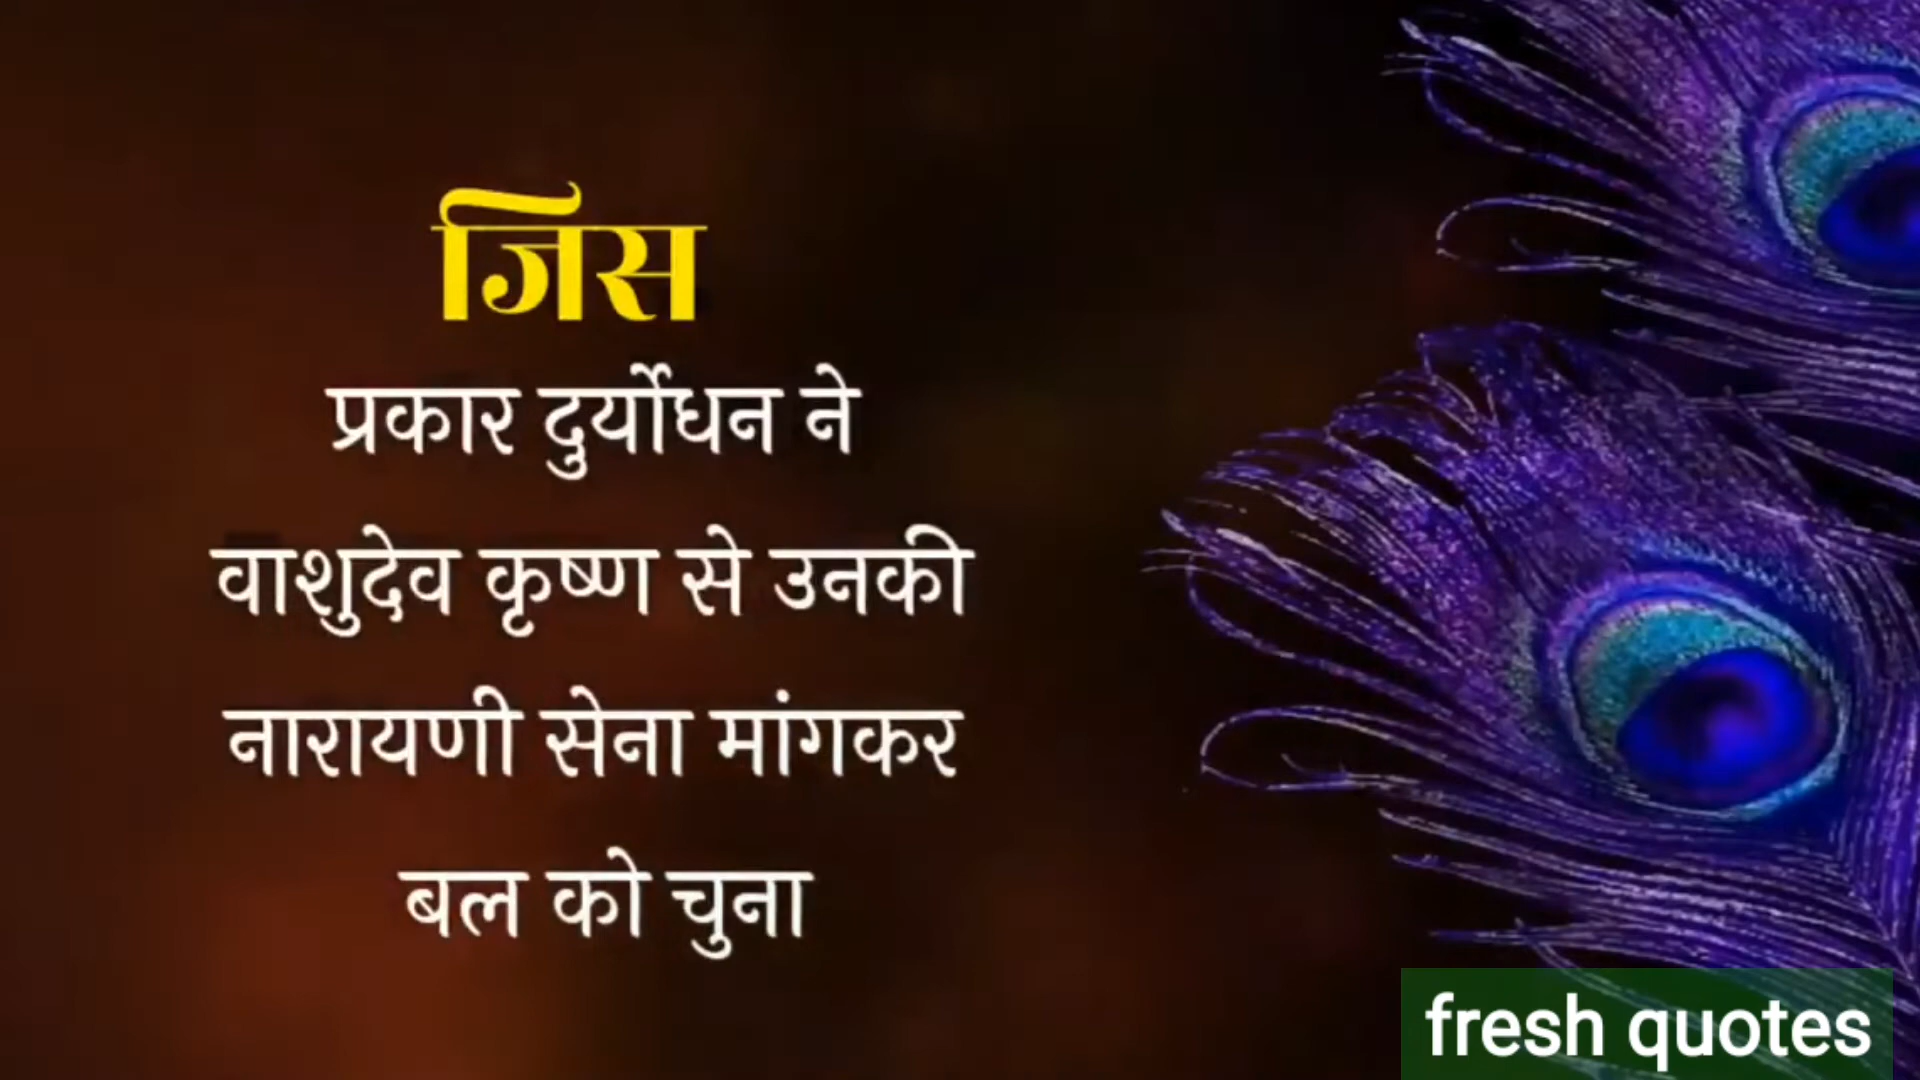 जिस
प्रकार दुर्योधन ने
वाशुदेव कृष्ण से उनकी
नारायणी सेना मांगकर
बल को चुना
fresh quotes